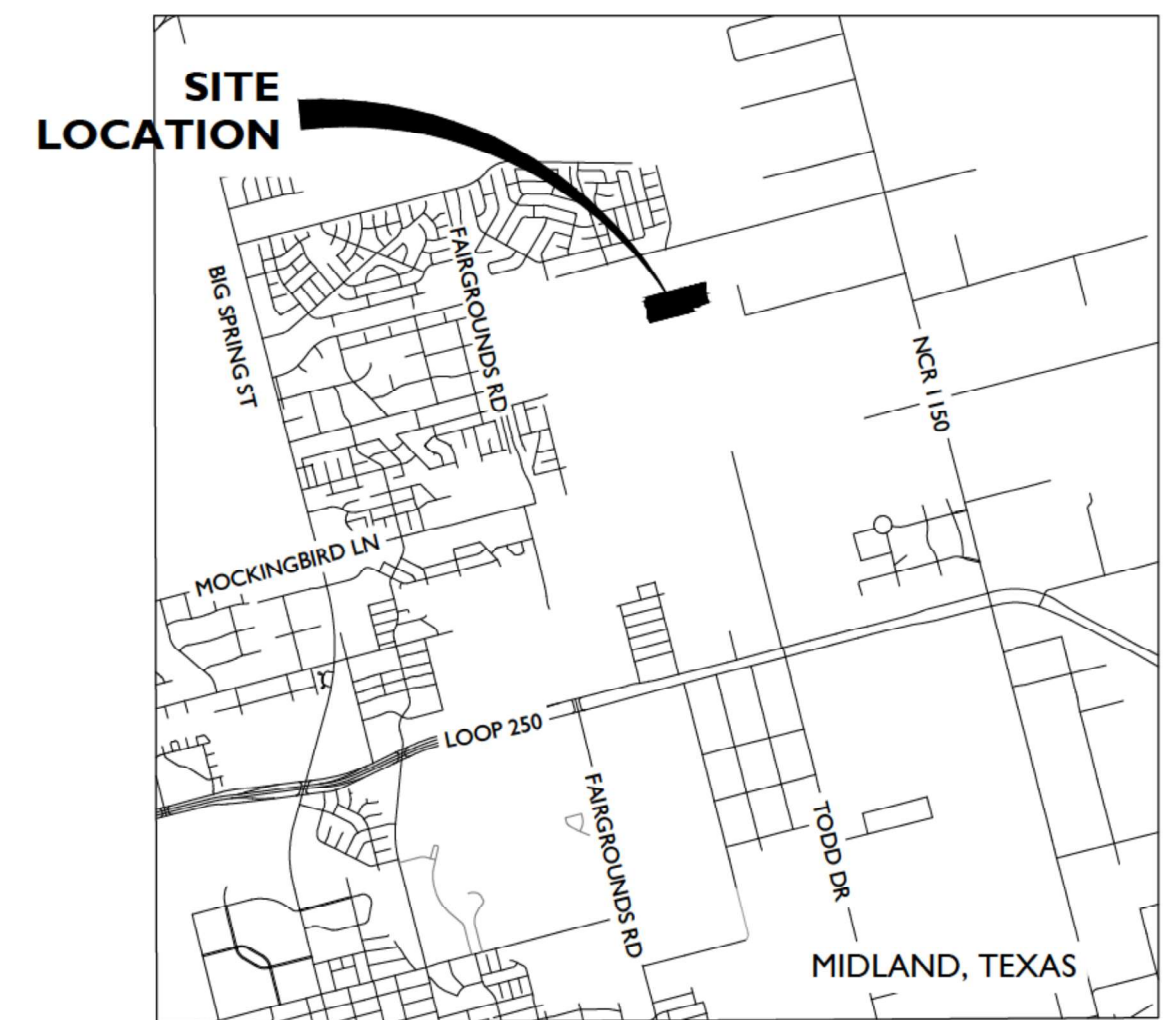 SITE
LOCATION
FAIRGROUNDS RD
BIG SPRING ST
NCR 1150
MOCKINGBIRD LN
LOOP 250
FAIRGROUNDS RD
TODD DR
MIDLAND, TEXAS